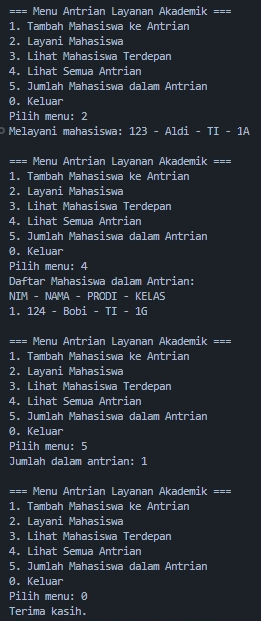 === Menu Antrian Layanan Akademik ===
1. Tambah Mahasiswa ke Antrian
2. Layani Mahasiswa
3. Lihat Mahasiswa Terdepan
4. Lihat Semua Antrian
5. Jumlah Mahasiswa dalam Antrian
0. Keluar
Pilih menu: 2
Melayani mahasiswa: 123 - Aldi - TI - 1A

=== Menu Antrian Layanan Akademik ===
1. Tambah Mahasiswa ke Antrian
2. Layani Mahasiswa
3. Lihat Mahasiswa Terdepan
4. Lihat Semua Antrian
5. Jumlah Mahasiswa dalam Antrian
0. Keluar
Pilih menu: 4
Daftar Mahasiswa dalam Antrian:
NIM - NAMA - PRODI - KELAS
1. 124 - Bobi - TI - 1G

=== Menu Antrian Layanan Akademik ===
1. Tambah Mahasiswa ke Antrian
2. Layani Mahasiswa
3. Lihat Mahasiswa Terdepan
4. Lihat Semua Antrian
5. Jumlah Mahasiswa dalam Antrian
0. Keluar
Pilih menu: 5
Jumlah dalam antrian: 1

=== Menu Antrian Layanan Akademik ===
1. Tambah Mahasiswa ke Antrian
2. Layani Mahasiswa
3. Lihat Mahasiswa Terdepan
4. Lihat Semua Antrian
5. Jumlah Mahasiswa dalam Antrian
0. Keluar
Pilih menu: 0
Terima kasih.